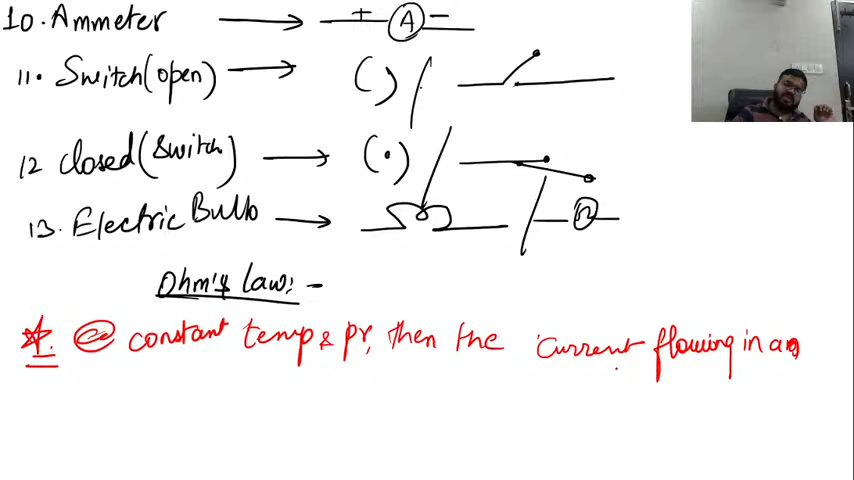 10. Ammeter → + A -
11. Switch (open) → ( ) /
12 closed (switch) → (•) /
13. Electric Bulb → /
Ohm's law: -
* @ constant temp & pr, then the current flowing in a